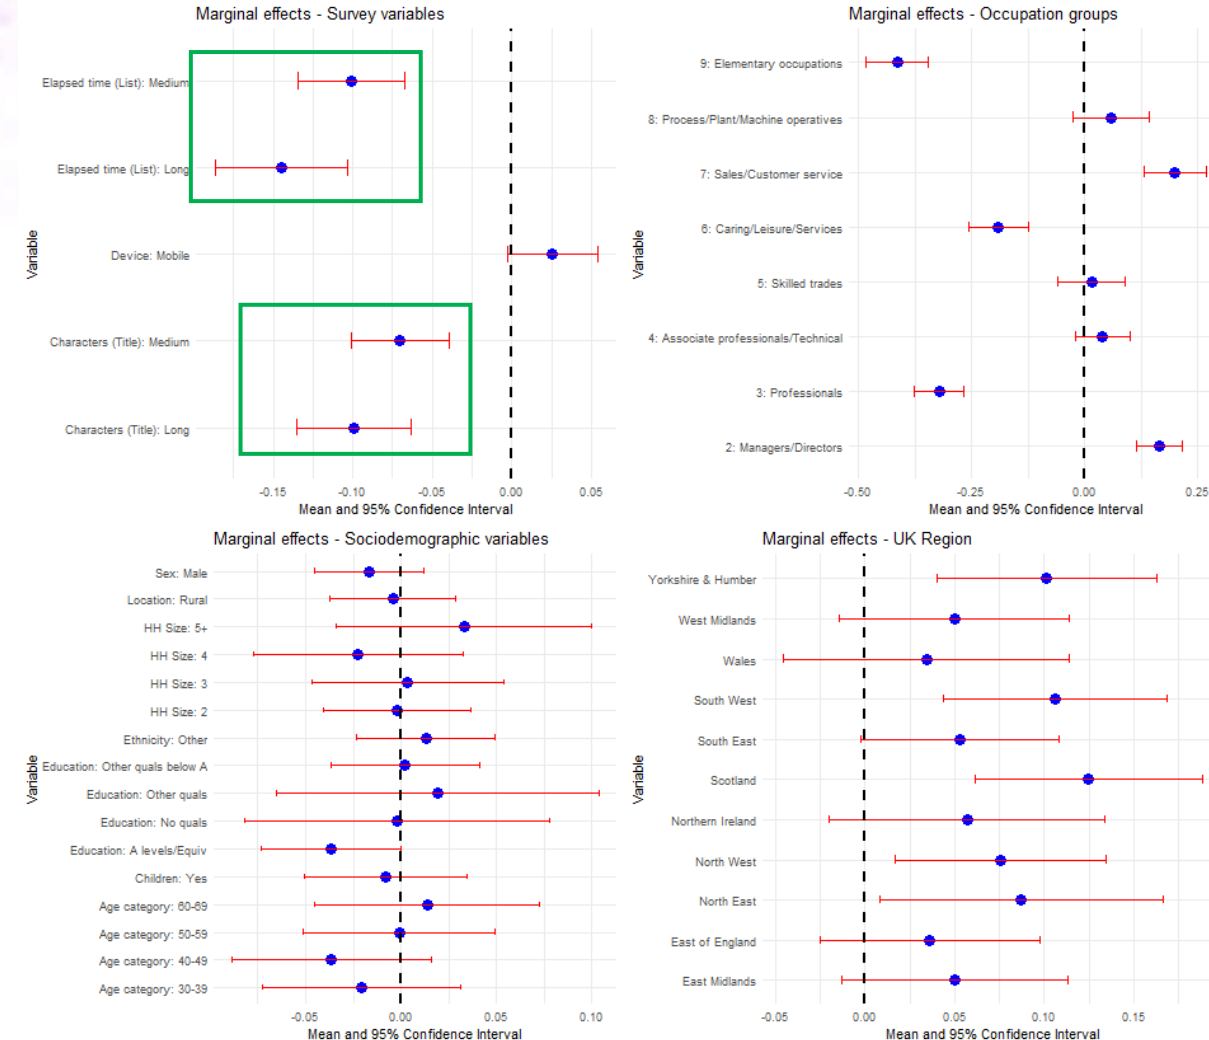 Marginal effects - Survey variables
Elapsed time (List): Medium
Elapsed time (List): Long
Device: Mobile
Characters (Title): Medium
Characters (Title): Long
Variable
-0.15 -0.10 -0.05 0.00 0.05
Mean and 95% Confidence Interval
Marginal effects - Occupation groups
9: Elementary occupations
8: Process/Plant/Machine operatives
7: Sales/Customer service
6: Caring/Leisure/Services
5: Skilled trades
4: Associate professionals/Technical
3: Professionals
2: Managers/Directors
Variable
-0.50 -0.25 0.00 0.25
Mean and 95% Confidence Interval
Marginal effects - Sociodemographic variables
Sex: Male
Location: Rural
HH Size: 5+
HH Size: 4
HH Size: 3
HH Size: 2
Ethnicity: Other
Education: Other quals below A
Education: Other quals
Education: No quals
Education: A levels/Equiv
Children: Yes
Age category: 60-69
Age category: 50-59
Age category: 40-49
Age category: 30-39
Variable
-0.05 0.00 0.05 0.10
Mean and 95% Confidence Interval
Marginal effects - UK Region
Yorkshire & Humber
West Midlands
Wales
South West
South East
Scotland
Northern Ireland
North West
North East
East of England
East Midlands
Variable
-0.05 0.00 0.05 0.10 0.15
Mean and 95% Confidence Interval